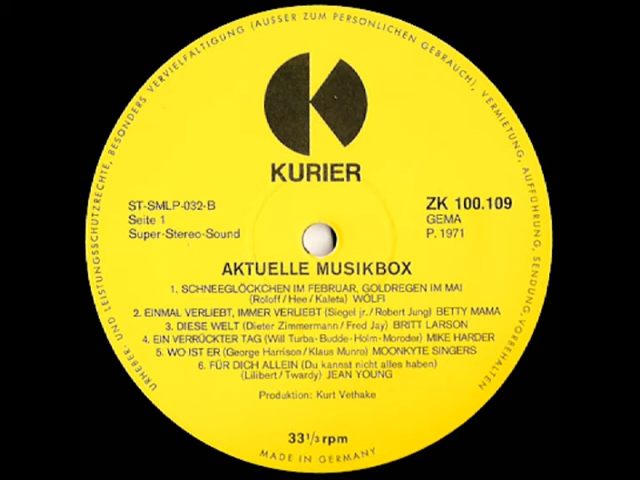 URHEBER- UND LEISTUNGSSCHUTZRECHTE, BESONDERS VERVIELFÄLTIGUNG (AUSSER ZUM PERSÖNLICHEN GEBRAUCH), VERMIETUNG, AUFFÜHRUNG, SENDUNG, VORBEHALTEN
KURIER
ST-SMLP-032-B
Seite 1
Super-Stereo-Sound
ZK 100.109
GEMA
P. 1971
AKTUELLE MUSIKBOX
1. SCHNEEGLÖCKCHEN IM FEBRUAR, GOLDREGEN IM MAI
(Roloff / Hee / Kaleta) WOLFI
2. EINMAL VERLIEBT, IMMER VERLIEBT (Siegel jr. / Robert Jung) BETTY MAMA
3. DIESE WELT (Dieter Zimmermann / Fred Jay) BRITT LARSON
4. EIN VERRÜCKTER TAG (Will Turba-Budde-Holm-Moroder) MIKE HARDER
5. WO IST ER (George Harrison / Klaus Munro) MOONKYTE SINGERS
6. FÜR DICH ALLEIN (Du kannst nicht alles haben)
(Lilibert / Twardy) JEAN YOUNG
Produktion: Kurt Vethake
33 1/3 rpm
MADE IN GERMANY